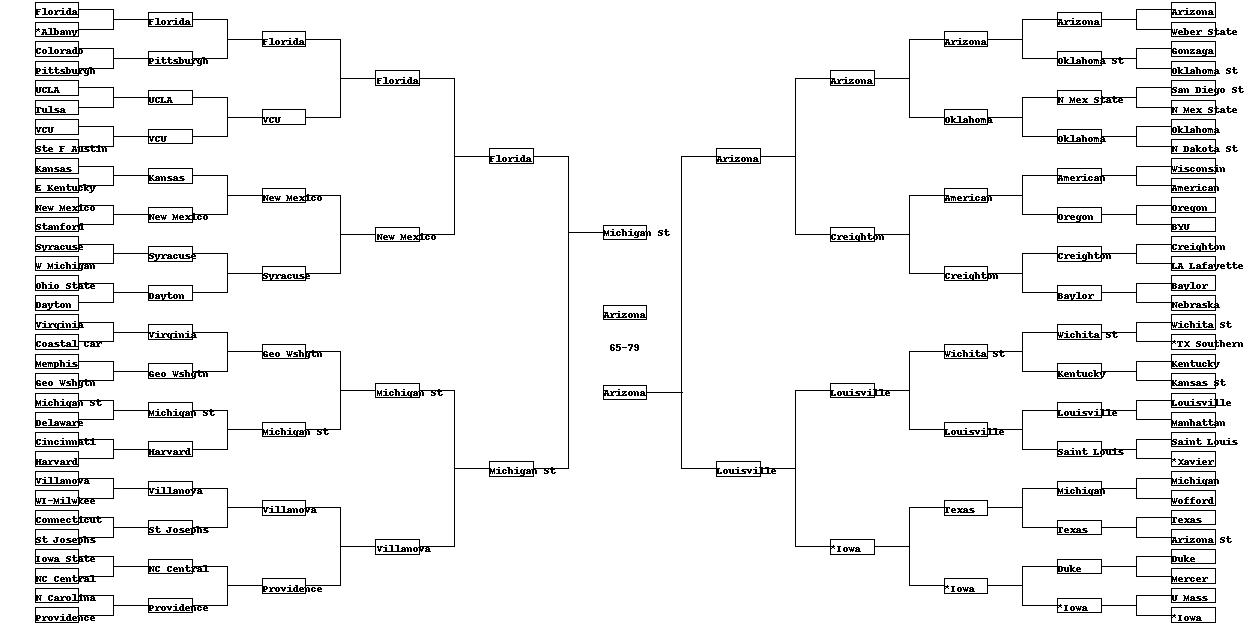 Florida
*Albany
Colorado
Pittsburgh
UCLA
Tulsa
VCU
Ste F Austin
Kansas
E Kentucky
New Mexico
Stanford
Syracuse
W Michigan
Ohio State
Dayton
Virginia
Coastal Car
Memphis
Geo Wshgtn
Michigan St
Delaware
Cincinnati
Harvard
Villanova
WI-Milwkee
Connecticut
St Josephs
Iowa State
NC Central
N Carolina
Providence
Florida
Pittsburgh
UCLA
VCU
Kansas
New Mexico
Syracuse
Dayton
Virginia
Geo Wshgtn
Michigan St
Harvard
Villanova
St Josephs
NC Central
Providence
Florida
VCU
New Mexico
Syracuse
Geo Wshgtn
Michigan St
Villanova
Providence
Florida
New Mexico
Michigan St
Villanova
Florida
Michigan St
Michigan St
Arizona
65-79
Arizona
Arizona
Louisville
Arizona
Creighton
Louisville
*Iowa
Arizona
Oklahoma
American
Creighton
Wichita St
Louisville
Texas
*Iowa
Arizona
Oklahoma St
N Mex State
Oklahoma
American
Oregon
Creighton
Baylor
Wichita St
Kentucky
Louisville
Saint Louis
Michigan
Texas
Duke
*Iowa
Arizona
Weber State
Gonzaga
Oklahoma St
San Diego St
N Mex State
Oklahoma
N Dakota St
Wisconsin
American
Oregon
BYU
Creighton
LA Lafayette
Baylor
Nebraska
Wichita St
*TX Southern
Kentucky
Kansas St
Louisville
Manhattan
Saint Louis
*Xavier
Michigan
Wofford
Texas
Arizona St
Duke
Mercer
U Mass
*Iowa